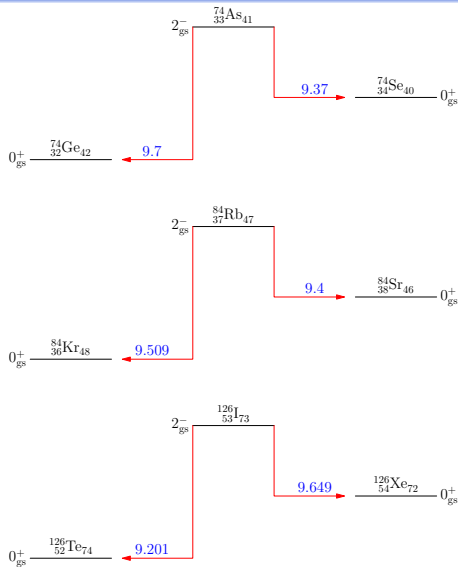 2⁻gs ⁷⁴₃₃As₄₁
9.37 ⁷⁴₃₄Se₄₀ 0⁺gs
0⁺gs ⁷⁴₃₂Ge₄₂ 9.7
2⁻gs ⁸⁴₃₇Rb₄₇
9.4 ⁸⁴₃₈Sr₄₆ 0⁺gs
0⁺gs ⁸⁴₃₆Kr₄₈ 9.509
2⁻gs ¹²⁶₅₃I₇₃
9.649 ¹²⁶₅₄Xe₇₂ 0⁺gs
0⁺gs ¹²⁶₅₂Te₇₄ 9.201